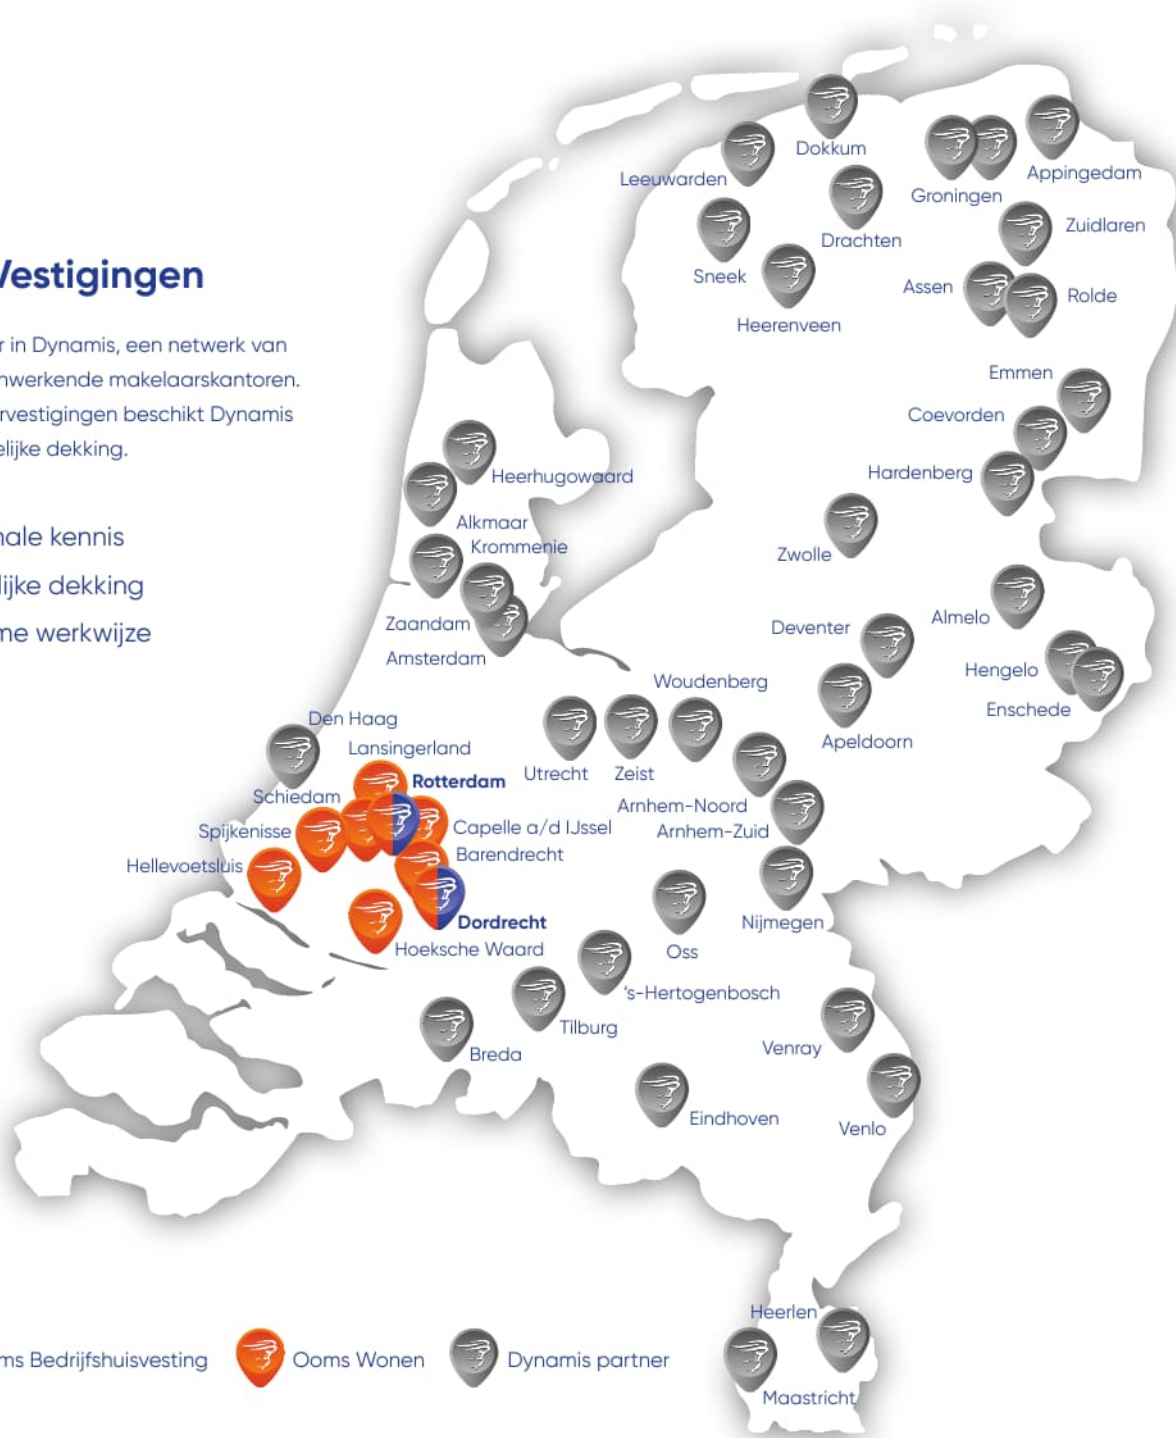 Vestigingen
r in Dynamis, een netwerk van
nwerkende makelaarskantoren.
rvestigingen beschikt Dynamis
elijke dekking.
nale kennis
lijke dekking
me werkwijze
Dokkum
Leeuwarden
Appingedam
Groningen
Zuidlaren
Drachten
Sneek
Assen
Rolde
Heerenveen
Emmen
Coevorden
Hardenberg
Heerhugowaard
Alkmaar
Krommenie
Zwolle
Almelo
Zaandam
Deventer
Amsterdam
Hengelo
Woudenberg
Enschede
Den Haag
Apeldoorn
Lansingerland
Utrecht
Zeist
Rotterdam
Schiedam
Arnhem-Noord
Capelle a/d IJssel
Spijkenisse
Arnhem-Zuid
Barendrecht
Hellevoetsluis
Dordrecht
Nijmegen
Hoeksche Waard
Oss
's-Hertogenbosch
Tilburg
Venray
Breda
Eindhoven
Venlo
Heerlen
ms Bedrijfshuisvesting
Ooms Wonen
Dynamis partner
Maastricht